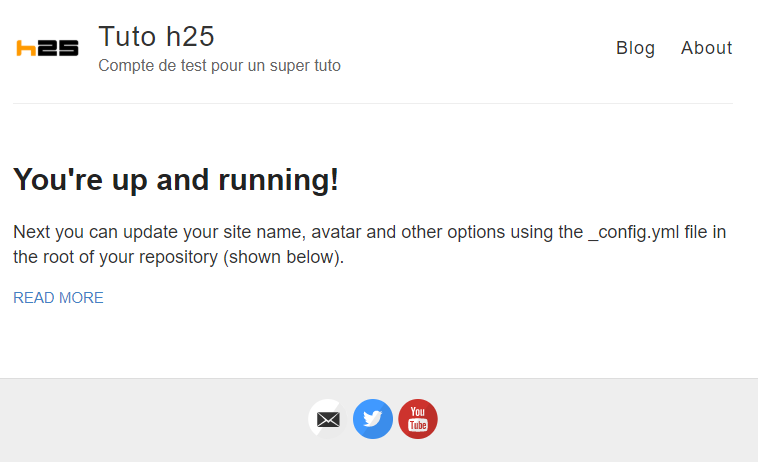 h25
Tuto h25
Compte de test pour un super tuto
Blog
About
You're up and running!
Next you can update your site name, avatar and other options using the _config.yml file in
the root of your repository (shown below).
READ MORE
You
Tube